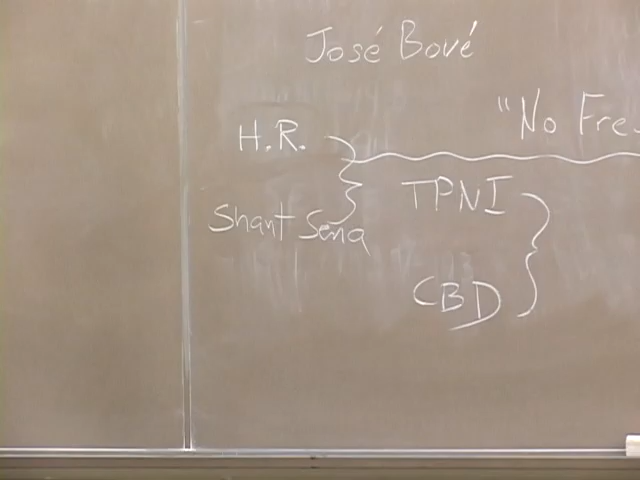 José Bové
"No Fre
H.R.
TPNI
Shant Sena
CBD